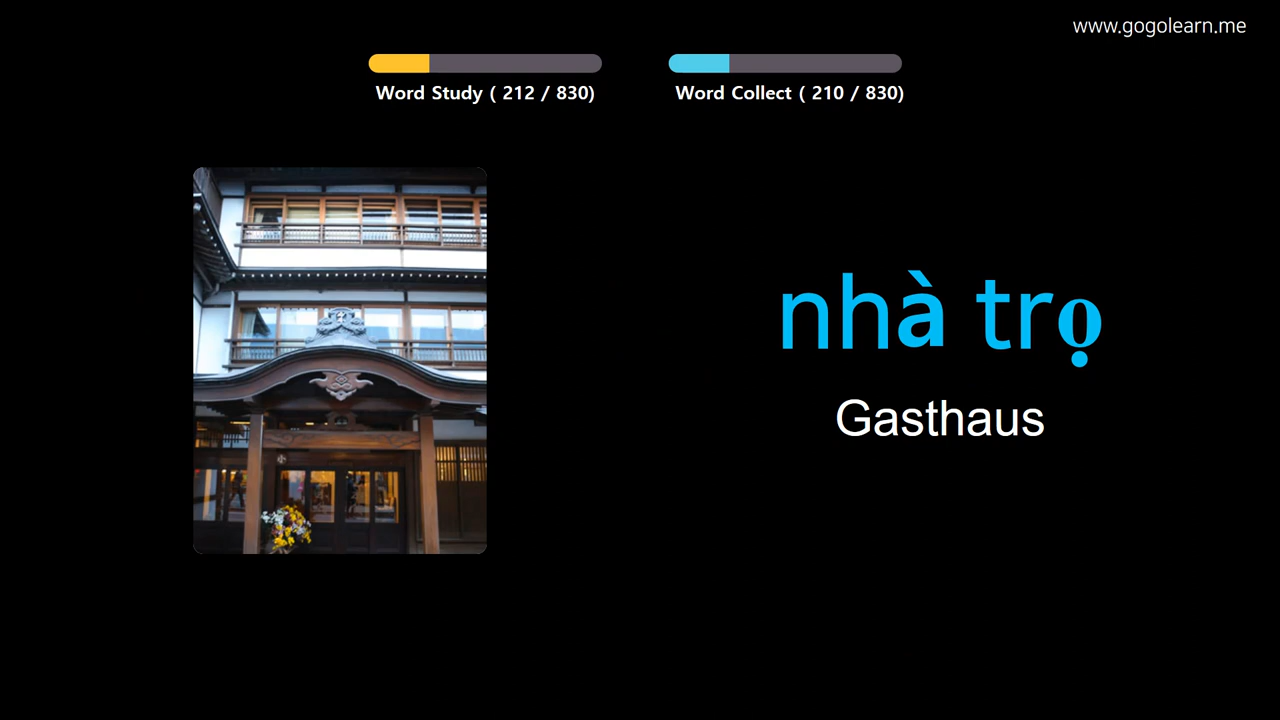 www.gogolearn.me
Word Study ( 212 / 830)
Word Collect ( 210 / 830)
nhà trọ
Gasthaus